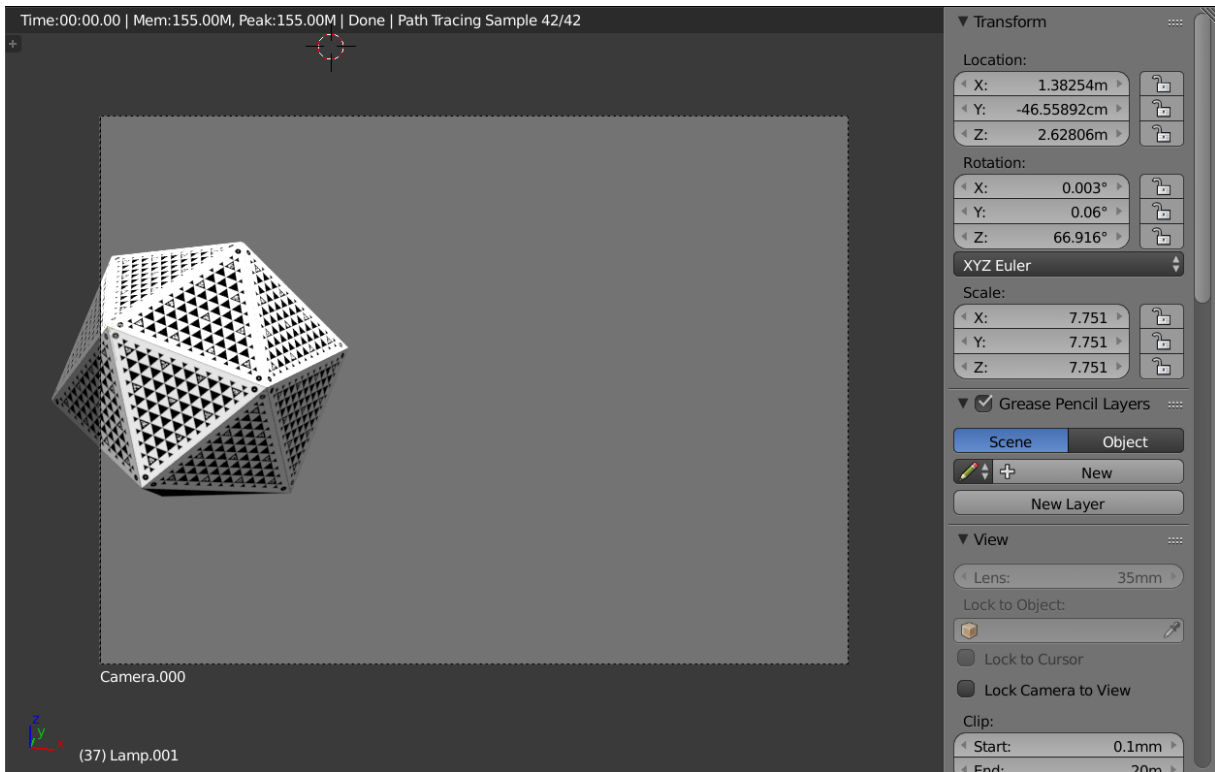 Time:00:00.00 | Mem:155.00M, Peak:155.00M | Done | Path Tracing Sample 42/42
Camera.000
z
y
x
(37) Lamp.001
Transform
Location:
X: 1.38254m
Y: -46.55892cm
Z: 2.62806m
Rotation:
X: 0.003°
Y: 0.06°
Z: 66.916°
XYZ Euler
Scale:
X: 7.751
Y: 7.751
Z: 7.751
Grease Pencil Layers
Scene Object
New
New Layer
View
Lens: 35mm
Lock to Object:
Lock to Cursor
Lock Camera to View
Clip:
Start: 0.1mm
End: 20m